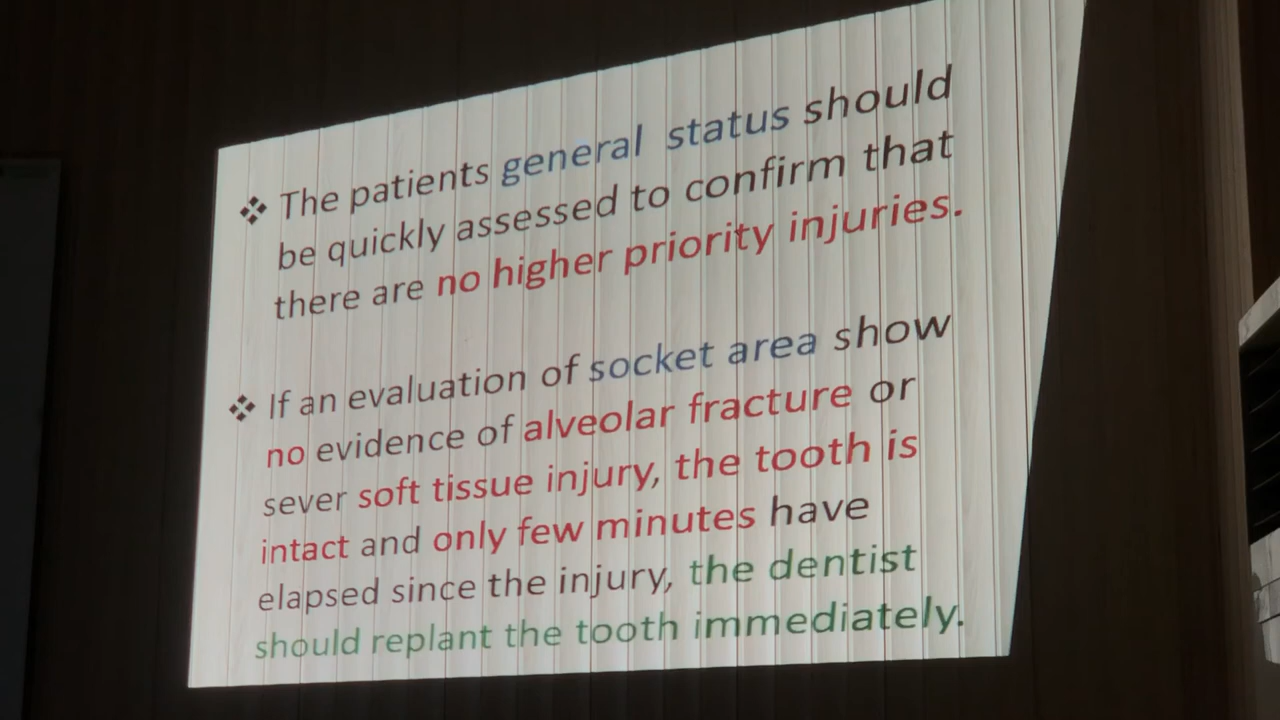 ❖ The patients general status should
be quickly assessed to confirm that
there are no higher priority injuries.
❖ If an evaluation of socket area show
no evidence of alveolar fracture or
sever soft tissue injury, the tooth is
intact and only few minutes have
elapsed since the injury, the dentist
should replant the tooth immediately.